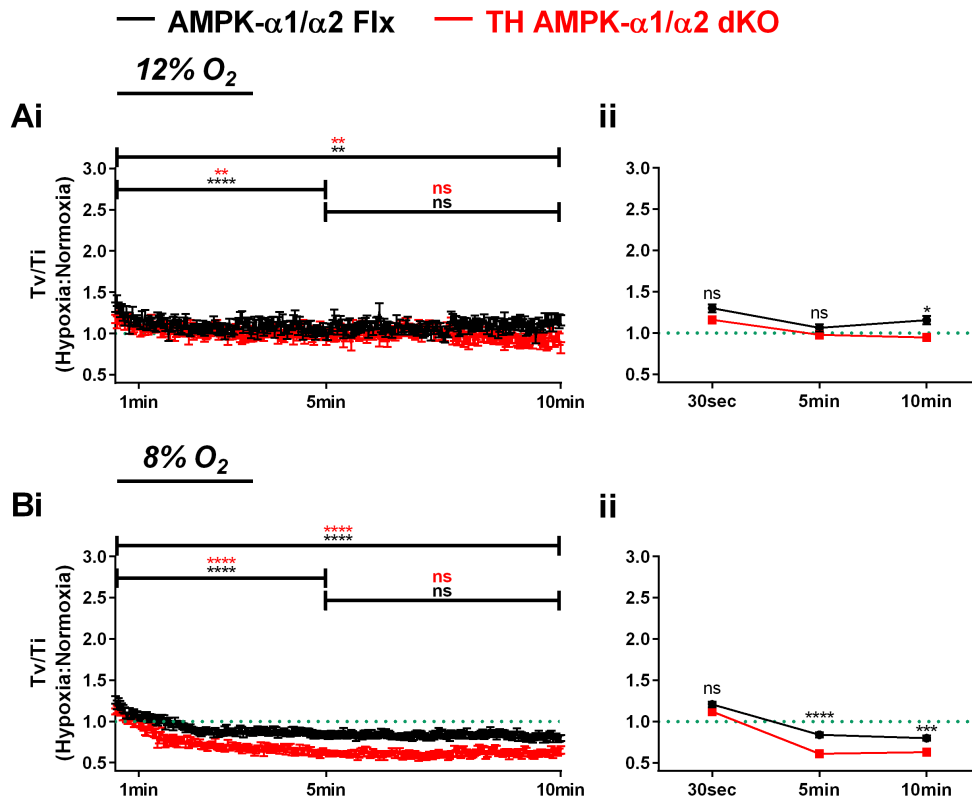 AMPK-α1/α2 Flx TH AMPK-α1/α2 dKO
12% O2
Ai
ii
**
**
**
****
ns
ns
Tv/Ti
(Hypoxia:Normoxia)
3.0
2.5
2.0
1.5
1.0
0.5
1min 5min 10min
3.0
2.5
2.0
1.5
1.0
0.5
ns
ns
*
30sec 5min 10min
8% O2
Bi
ii
****
****
****
****
ns
ns
Tv/Ti
(Hypoxia:Normoxia)
3.0
2.5
2.0
1.5
1.0
0.5
1min 5min 10min
3.0
2.5
2.0
1.5
1.0
0.5
ns
****
***
30sec 5min 10min